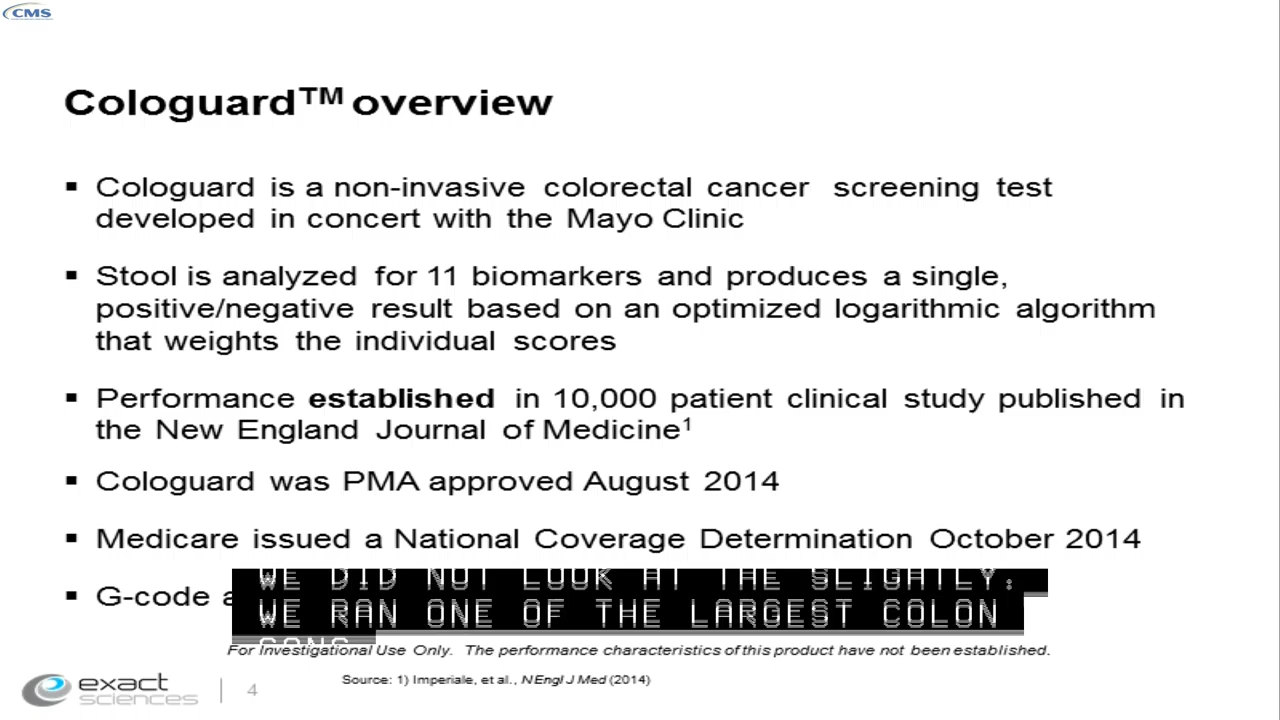 CMS
Cologuard™ overview
▪ Cologuard is a non-invasive colorectal cancer screening test
developed in concert with the Mayo Clinic
▪ Stool is analyzed for 11 biomarkers and produces a single,
positive/negative result based on an optimized logarithmic algorithm
that weights the individual scores
▪ Performance established in 10,000 patient clinical study published in
the New England Journal of Medicine¹
▪ Cologuard was PMA approved August 2014
▪ Medicare issued a National Coverage Determination October 2014
▪ G-code
WE DID NOT LOOK AT THE SLIGHTLY.
WE RAN ONE OF THE LARGEST COLON
For Investigational Use Only. The performance characteristics of this product have not been established.
Source: 1) Imperiale, et al., N Engl J Med (2014)
exact
sciences
4